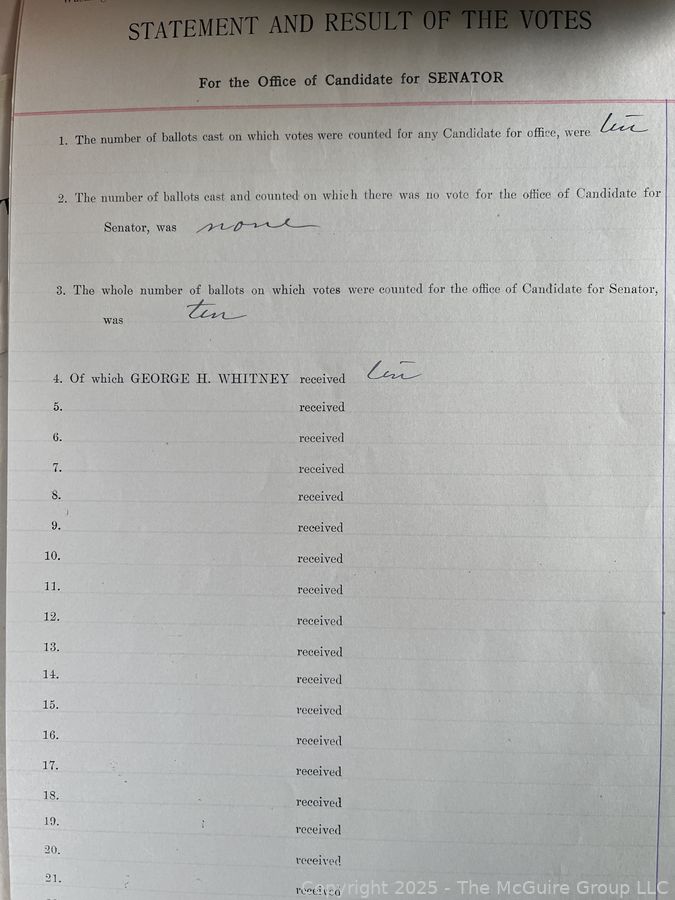 STATEMENT AND RESULT OF THE VOTES
For the Office of Candidate for SENATOR
1. The number of ballots cast on which votes were counted for any Candidate for office, were ten
2. The number of ballots cast and counted on which there was no vote for the office of Candidate for
Senator, was none
3. The whole number of ballots on which votes were counted for the office of Candidate for Senator,
was ten
4. Of which GEORGE H. WHITNEY received ten
5. received
6. received
7. received
8. received
9. received
10. received
11. received
12. received
13. received
14. received
15. received
16. received
17. received
18. received
19. received
20. received
21. received
Copyright 2025 - The McGuire Group LLC